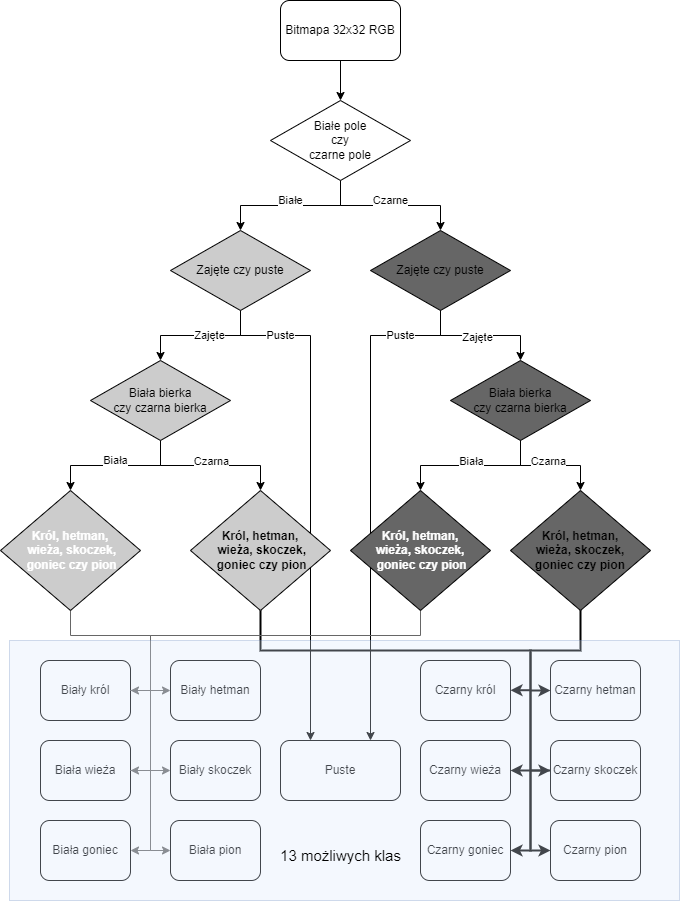 Bitmapa 32x32 RGB
Białe pole
czy
czarne pole
Białe
Czarne
Zajęte czy puste
Zajęte czy puste
Zajęte
Puste
Puste
Zajęte
Biała bierka
czy czarna bierka
Biała bierka
czy czarna bierka
Biała
Czarna
Biała
Czarna
Król, hetman,
wieża, skoczek,
goniec czy pion
Król, hetman,
wieża, skoczek,
goniec czy pion
Król, hetman,
wieża, skoczek,
goniec czy pion
Król, hetman,
wieża, skoczek,
goniec czy pion
Biały król
Biały hetman
Czarny król
Czarny hetman
Biała wieża
Biały skoczek
Puste
Czarny wieża
Czarny skoczek
Biała goniec
Biała pion
13 możliwych klas
Czarny goniec
Czarny pion